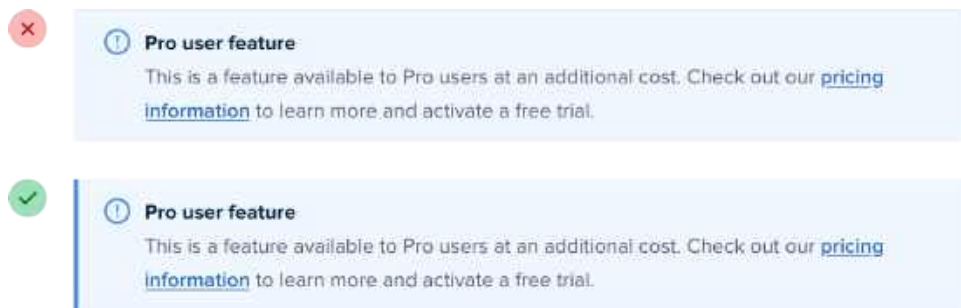 Pro user feature
This is a feature available to Pro users at an additional cost. Check out our pricing
information to learn more and activate a free trial.
Pro user feature
This is a feature available to Pro users at an additional cost. Check out our pricing
information to learn more and activate a free trial.